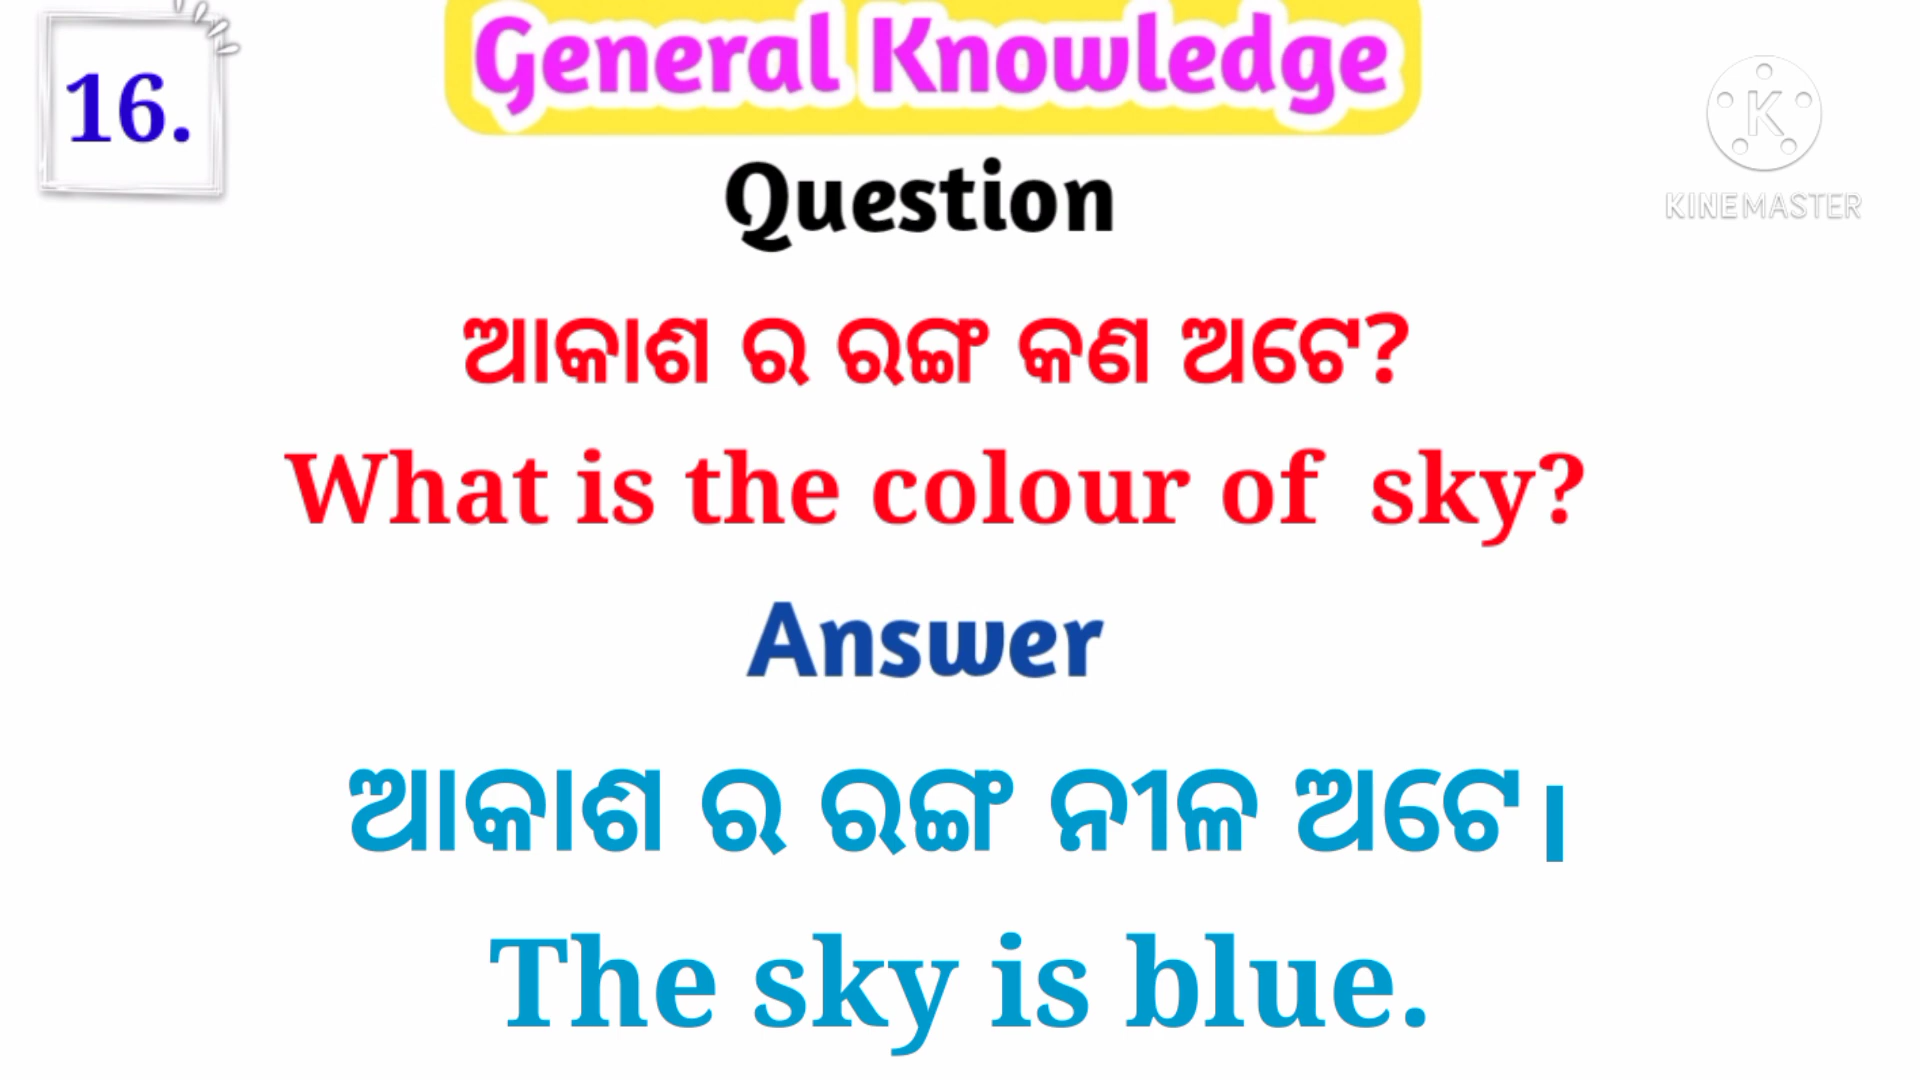 16.
General Knowledge
K
KINEMASTER
Question
ଆକାଶ ର ରଙ୍ଗ କଣ ଅଟେ?
What is the colour of sky?
Answer
ଆକାଶ ର ରଙ୍ଗ ନୀଳ ଅଟେ।
The sky is blue.